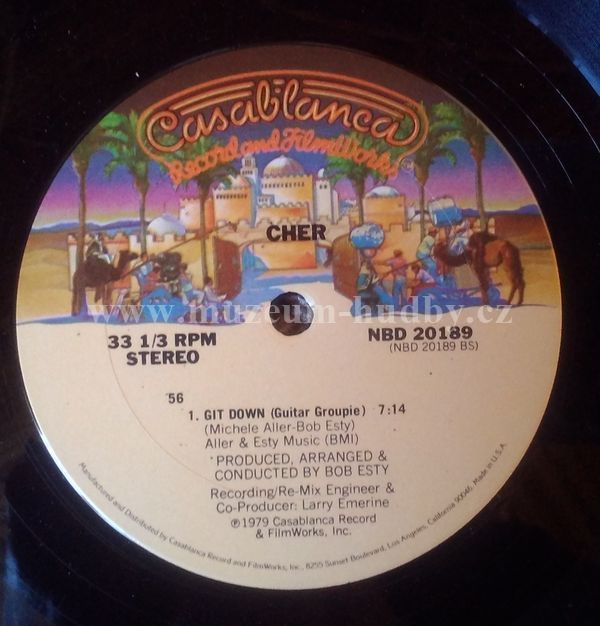 Casablanca
Record and FilmWorks
CHER
www.muzeum-hudby.cz
33 1/3 RPM
STEREO
NBD 20189
(NBD 20189 BS)
56
1. GIT DOWN (Guitar Groupie) 7:14
(Michele Aller-Bob Esty)
Aller & Esty Music (BMI)
PRODUCED, ARRANGED &
CONDUCTED BY BOB ESTY
Recording/Re-Mix Engineer &
Co-Producer: Larry Emerine
℗1979 Casablanca Record
& FilmWorks, Inc.
Manufactured and Distributed by Casablanca Record and FilmWorks, Inc., 8255 Sunset Boulevard, Los Angeles, California 90046, Made in U.S.A.